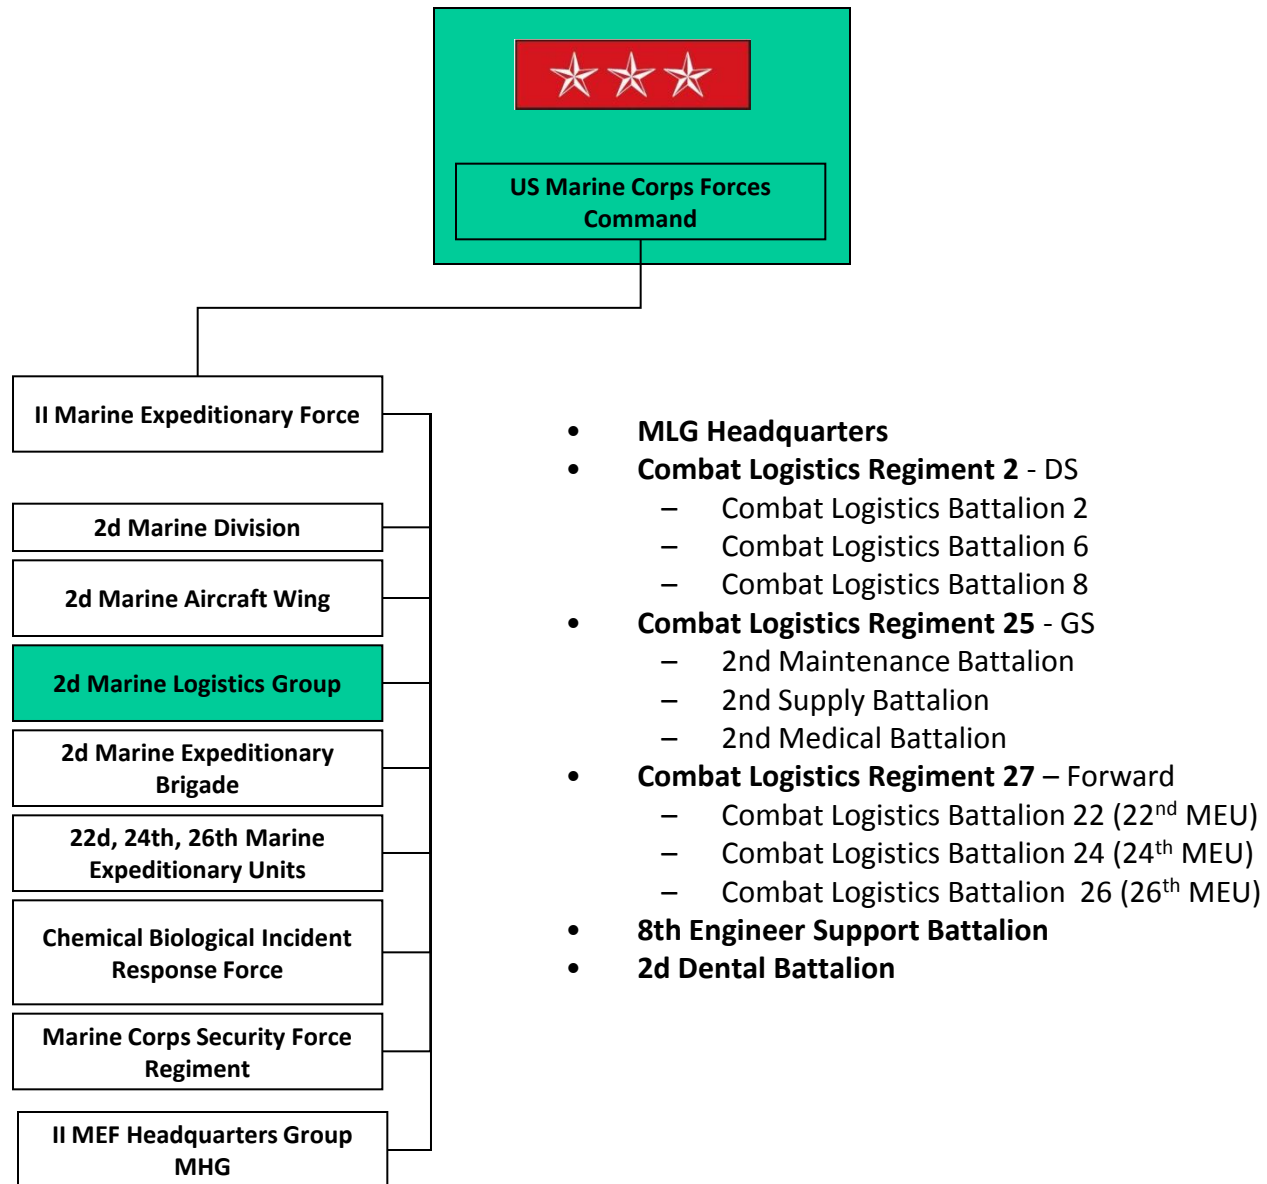 US Marine Corps Forces
Command
II Marine Expeditionary Force
2d Marine Division
2d Marine Aircraft Wing
2d Marine Logistics Group
2d Marine Expeditionary
Brigade
22d, 24th, 26th Marine
Expeditionary Units
Chemical Biological Incident
Response Force
Marine Corps Security Force
Regiment
II MEF Headquarters Group
MHG
• MLG Headquarters
• Combat Logistics Regiment 2 - DS
– Combat Logistics Battalion 2
– Combat Logistics Battalion 6
– Combat Logistics Battalion 8
• Combat Logistics Regiment 25 - GS
– 2nd Maintenance Battalion
– 2nd Supply Battalion
– 2nd Medical Battalion
• Combat Logistics Regiment 27 – Forward
– Combat Logistics Battalion 22 (22nd MEU)
– Combat Logistics Battalion 24 (24th MEU)
– Combat Logistics Battalion 26 (26th MEU)
• 8th Engineer Support Battalion
• 2d Dental Battalion